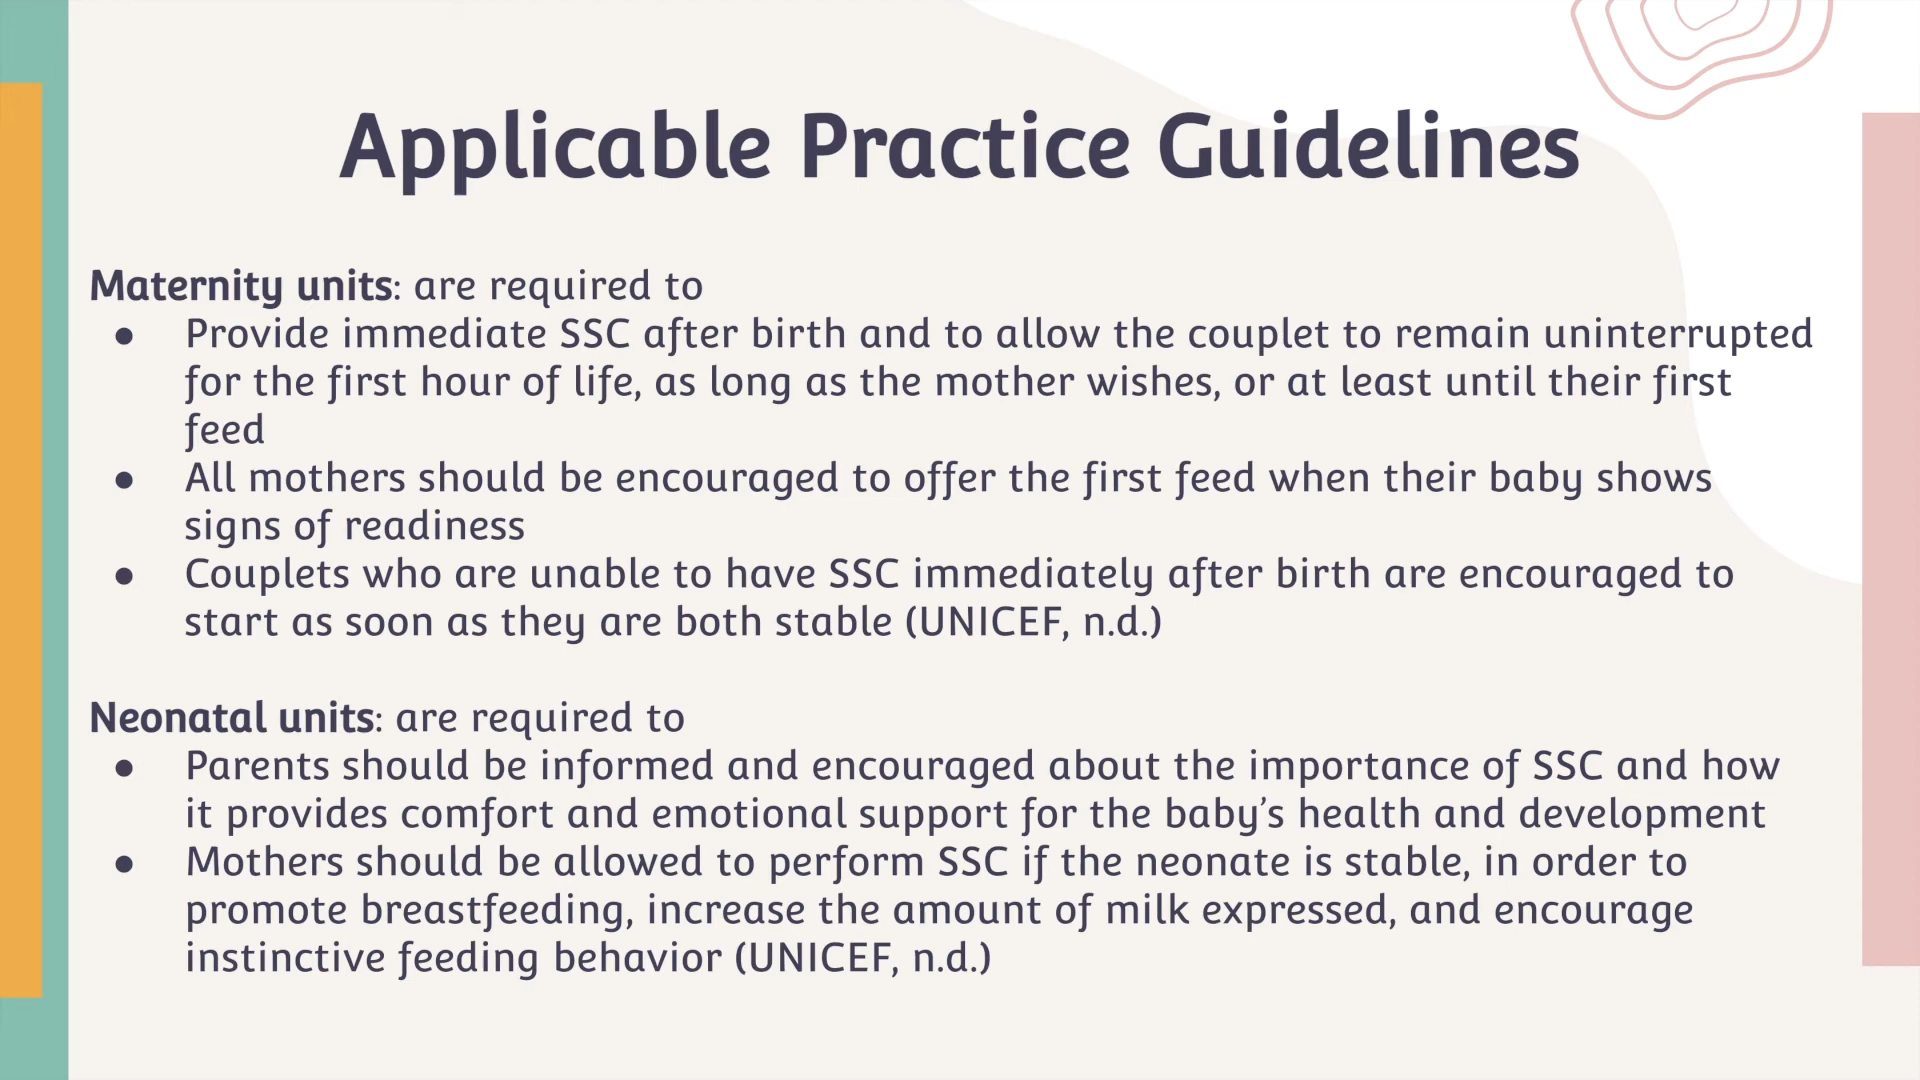 Applicable Practice Guidelines
Maternity units: are required to
● Provide immediate SSC after birth and to allow the couplet to remain uninterrupted
for the first hour of life, as long as the mother wishes, or at least until their first
feed
● All mothers should be encouraged to offer the first feed when their baby shows
signs of readiness
● Couplets who are unable to have SSC immediately after birth are encouraged to
start as soon as they are both stable (UNICEF, n.d.)
Neonatal units: are required to
● Parents should be informed and encouraged about the importance of SSC and how
it provides comfort and emotional support for the baby’s health and development
● Mothers should be allowed to perform SSC if the neonate is stable, in order to
promote breastfeeding, increase the amount of milk expressed, and encourage
instinctive feeding behavior (UNICEF, n.d.)